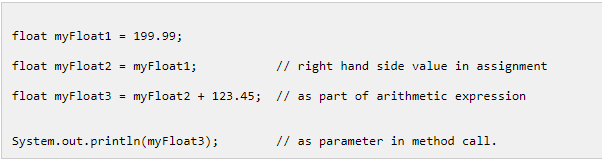 float myFloat1 = 199.99;
float myFloat2 = myFloat1;          // right hand side value in assignment
float myFloat3 = myFloat2 + 123.45;  // as part of arithmetic expression
System.out.println(myFloat3);       // as parameter in method call.